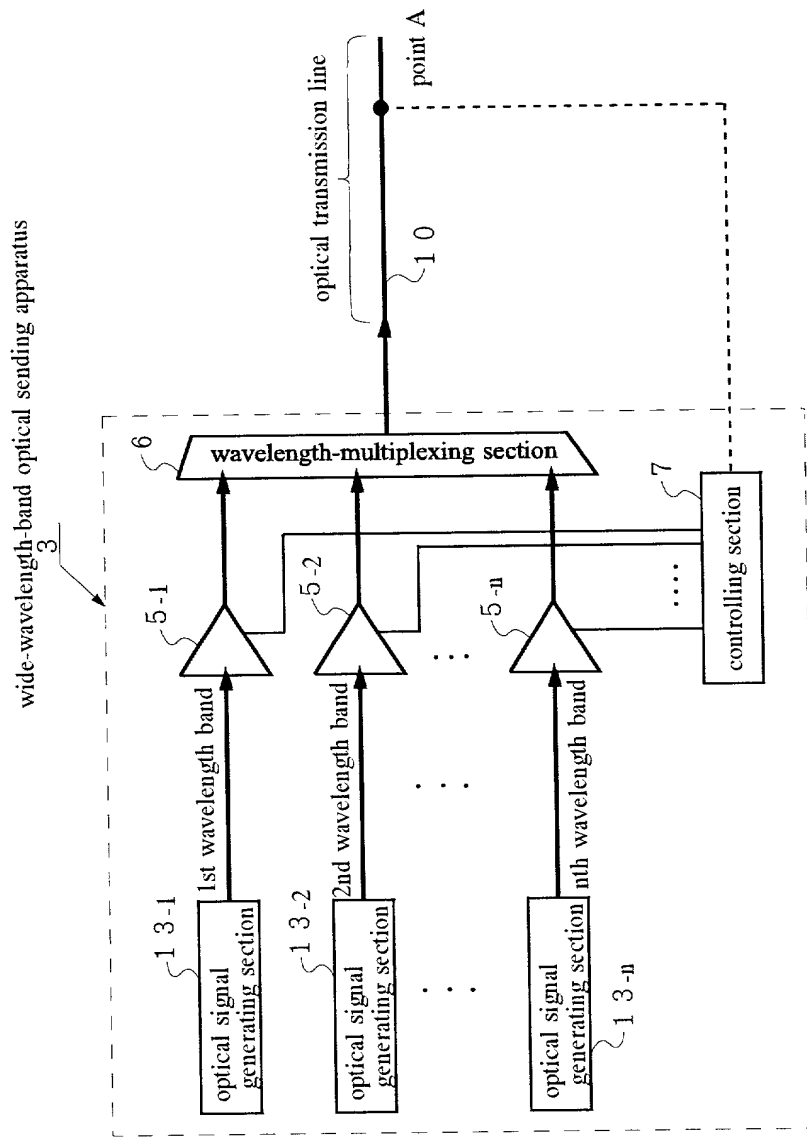 wide-wavelength-band optical sending apparatus
3
13-1
optical signal
generating section
1st wavelength band
5-1
13-2
optical signal
generating section
2nd wavelength band
5-2
. . .
. . .
. . .
13-n
optical signal
generating section
nth wavelength band
5-n
6
wavelength-multiplexing section
. . . .
7
controlling section
optical transmission line
10
point A